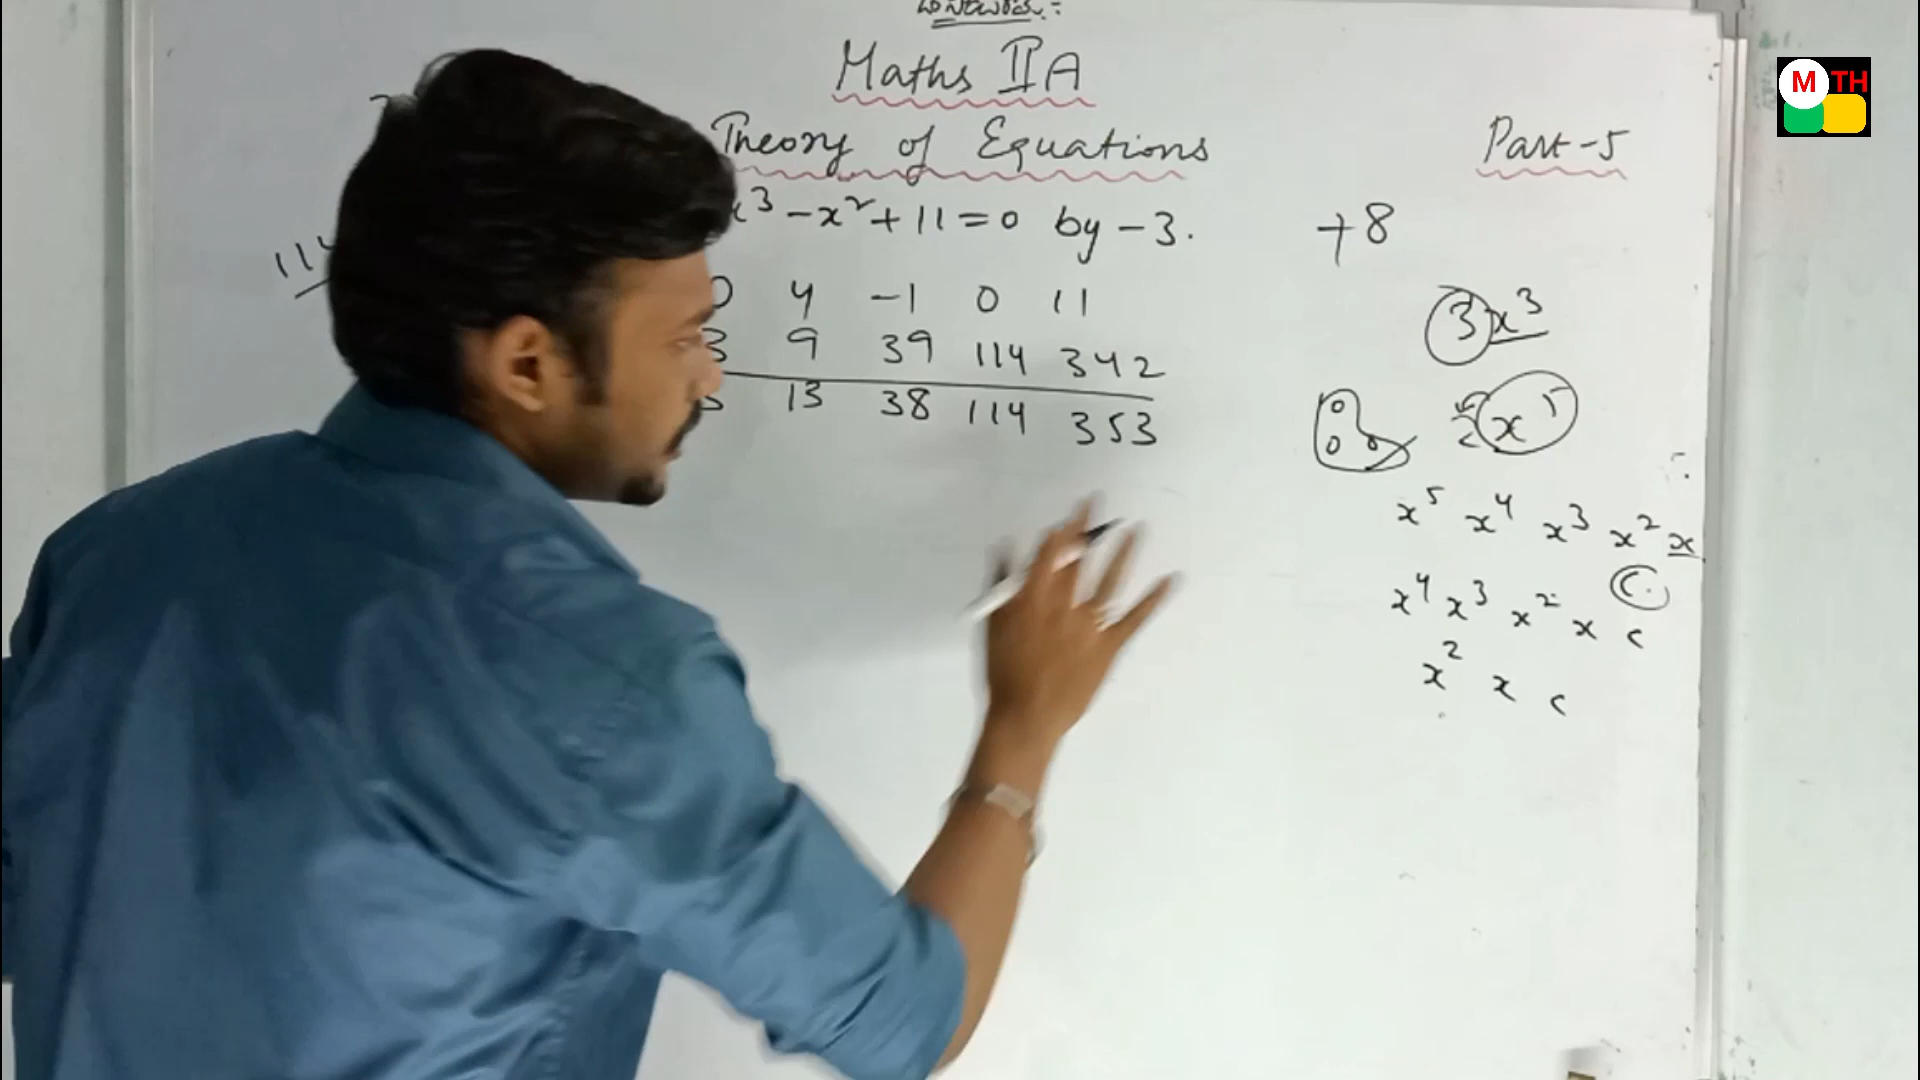 Maths IIA
Theory of Equations
Part-5
x³ - x² + 11 = 0 by -3.
+8
114
0 4 -1 0 11
3 9 39 114 342
3 13 38 114 353
3x³
x⁵ x⁴ x³ x² x
c
x⁴ x³ x² x c
x² x c
M TH